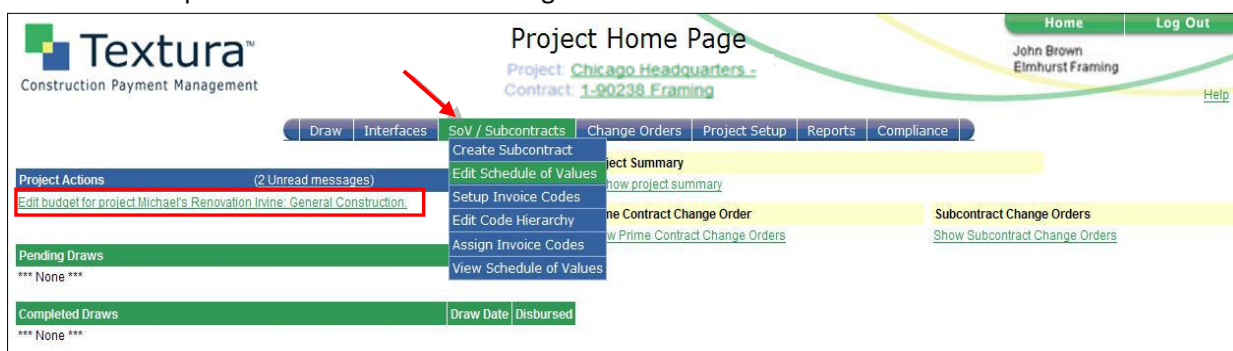 Textura™
Construction Payment Management
Project Home Page
Project: Chicago Headquarters -
Contract: 1-90238 Framing
Home Log Out
John Brown
Elmhurst Framing
Help
Draw Interfaces SoV / Subcontracts Change Orders Project Setup Reports Compliance
Create Subcontract
Edit Schedule of Values
Setup Invoice Codes
Edit Code Hierarchy
Assign Invoice Codes
View Schedule of Values
Project Actions (2 Unread messages)
Edit budget for project Michael's Renovation Irvine: General Construction.
Pending Draws
*** None ***
Completed Draws Draw Date Disbursed
*** None ***
ject Summary
how project summary
me Contract Change Order
w Prime Contract Change Orders
Subcontract Change Orders
Show Subcontract Change Orders